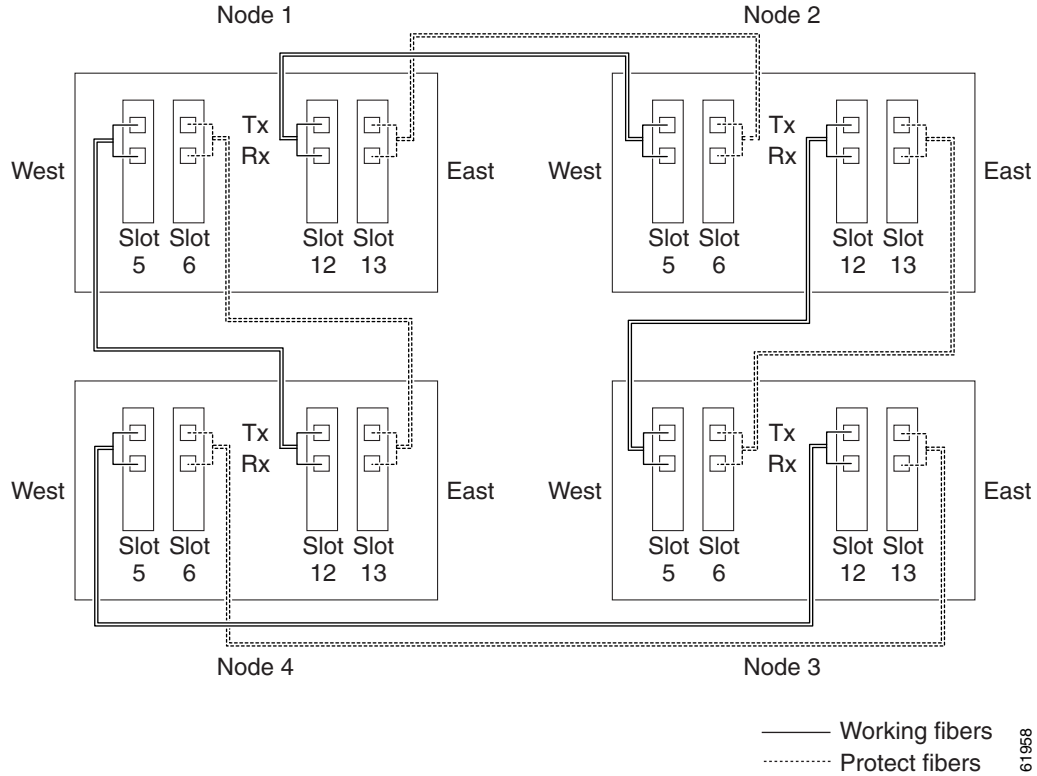 Node 1
Node 2
Tx
Rx
Tx
Rx
West
East
West
East
Slot 5
Slot 6
Slot 12
Slot 13
Slot 5
Slot 6
Slot 12
Slot 13
Tx
Rx
Tx
Rx
West
East
West
East
Slot 5
Slot 6
Slot 12
Slot 13
Slot 5
Slot 6
Slot 12
Slot 13
Node 4
Node 3
Working fibers
Protect fibers
61958